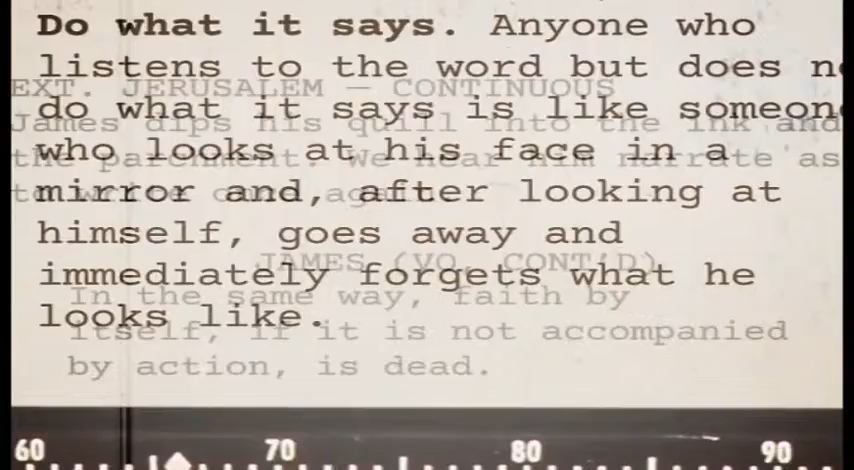 Do what it says. Anyone who
listens to the word but does n
do what it says is like someon
who looks at his face in a
mirror and, after looking at
himself, goes away and
immediately forgets what he
looks like.
EXT. JERUSALEM — CONTINUOUS
James dips his quill into the ink and
the parchment. We hear him narrate as
JAMES (VO, CONT'D)
In the same way, faith by
itself, if it is not accompanied
by action, is dead.
60 70 80 90